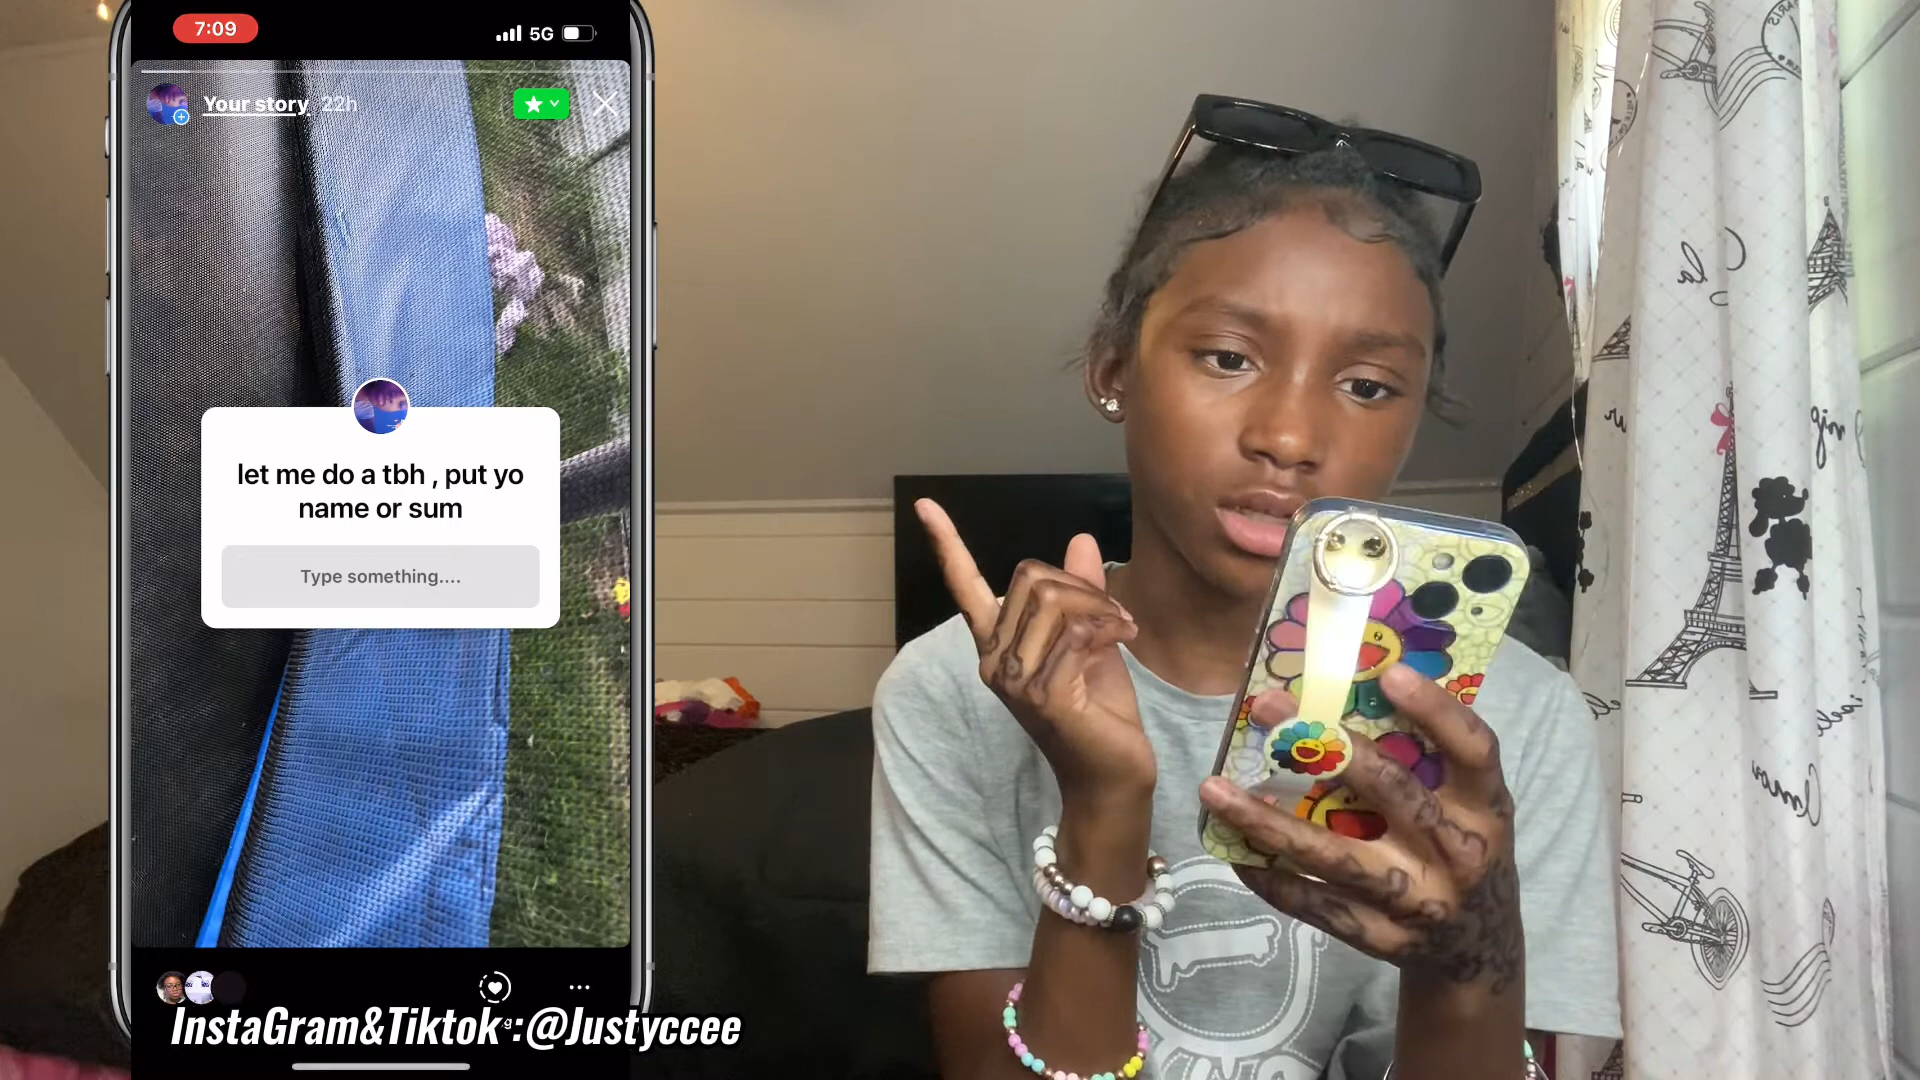 7:09
5G
Your story 22h
let me do a tbh , put yo
name or sum
Type something....
InstaGram&Tiktok :@Justyccee